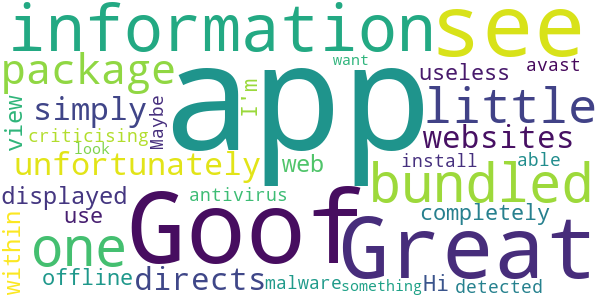 information see
package app want useless avast
view simply Maybe I'm little
criticising look websites
unfortunately web install able
displayed Goof antivirus bundled
within use one Great completely
offline directs malware something Hi detected